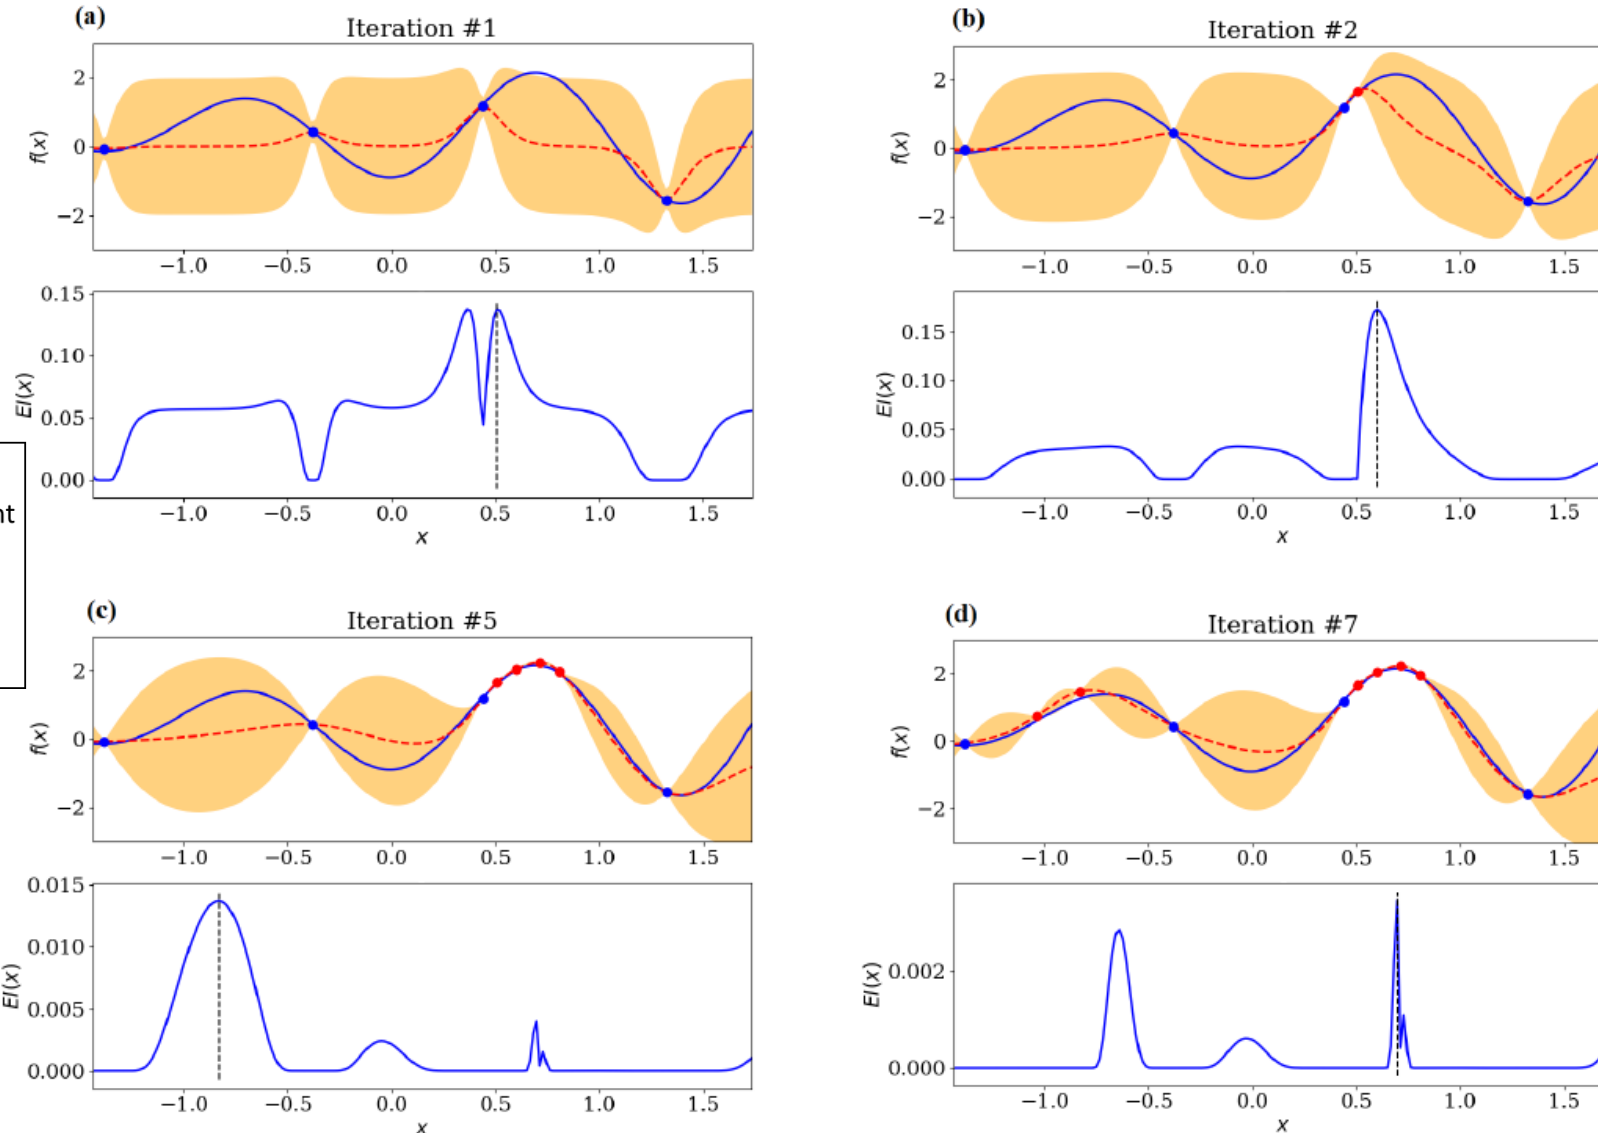 (a)
Iteration #1
2
0
−2
f(x)
−1.0 −0.5 0.0 0.5 1.0 1.5
0.15
0.10
0.05
0.00
EI(x)
−1.0 −0.5 0.0 0.5 1.0 1.5
x
(b)
Iteration #2
2
0
−2
f(x)
−1.0 −0.5 0.0 0.5 1.0 1.5
0.15
0.10
0.05
0.00
EI(x)
−1.0 −0.5 0.0 0.5 1.0 1.5
x
nt
(c)
Iteration #5
2
0
−2
f(x)
−1.0 −0.5 0.0 0.5 1.0 1.5
0.015
0.010
0.005
0.000
EI(x)
−1.0 −0.5 0.0 0.5 1.0 1.5
x
(d)
Iteration #7
2
0
−2
f(x)
−1.0 −0.5 0.0 0.5 1.0 1.5
0.002
0.000
EI(x)
−1.0 −0.5 0.0 0.5 1.0 1.5
x